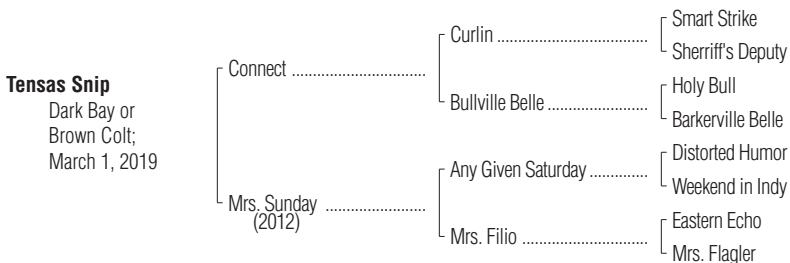 Tensas Snip
Dark Bay or
Brown Colt;
March 1, 2019
Connect ................................
Mrs. Sunday ........................
(2012)
Curlin ....................................
Bullville Belle ........................
Any Given Saturday ..............
Mrs. Filio ..............................
Smart Strike
Sherriff's Deputy
Holy Bull
Barkerville Belle
Distorted Humor
Weekend in Indy
Eastern Echo
Mrs. Flagler